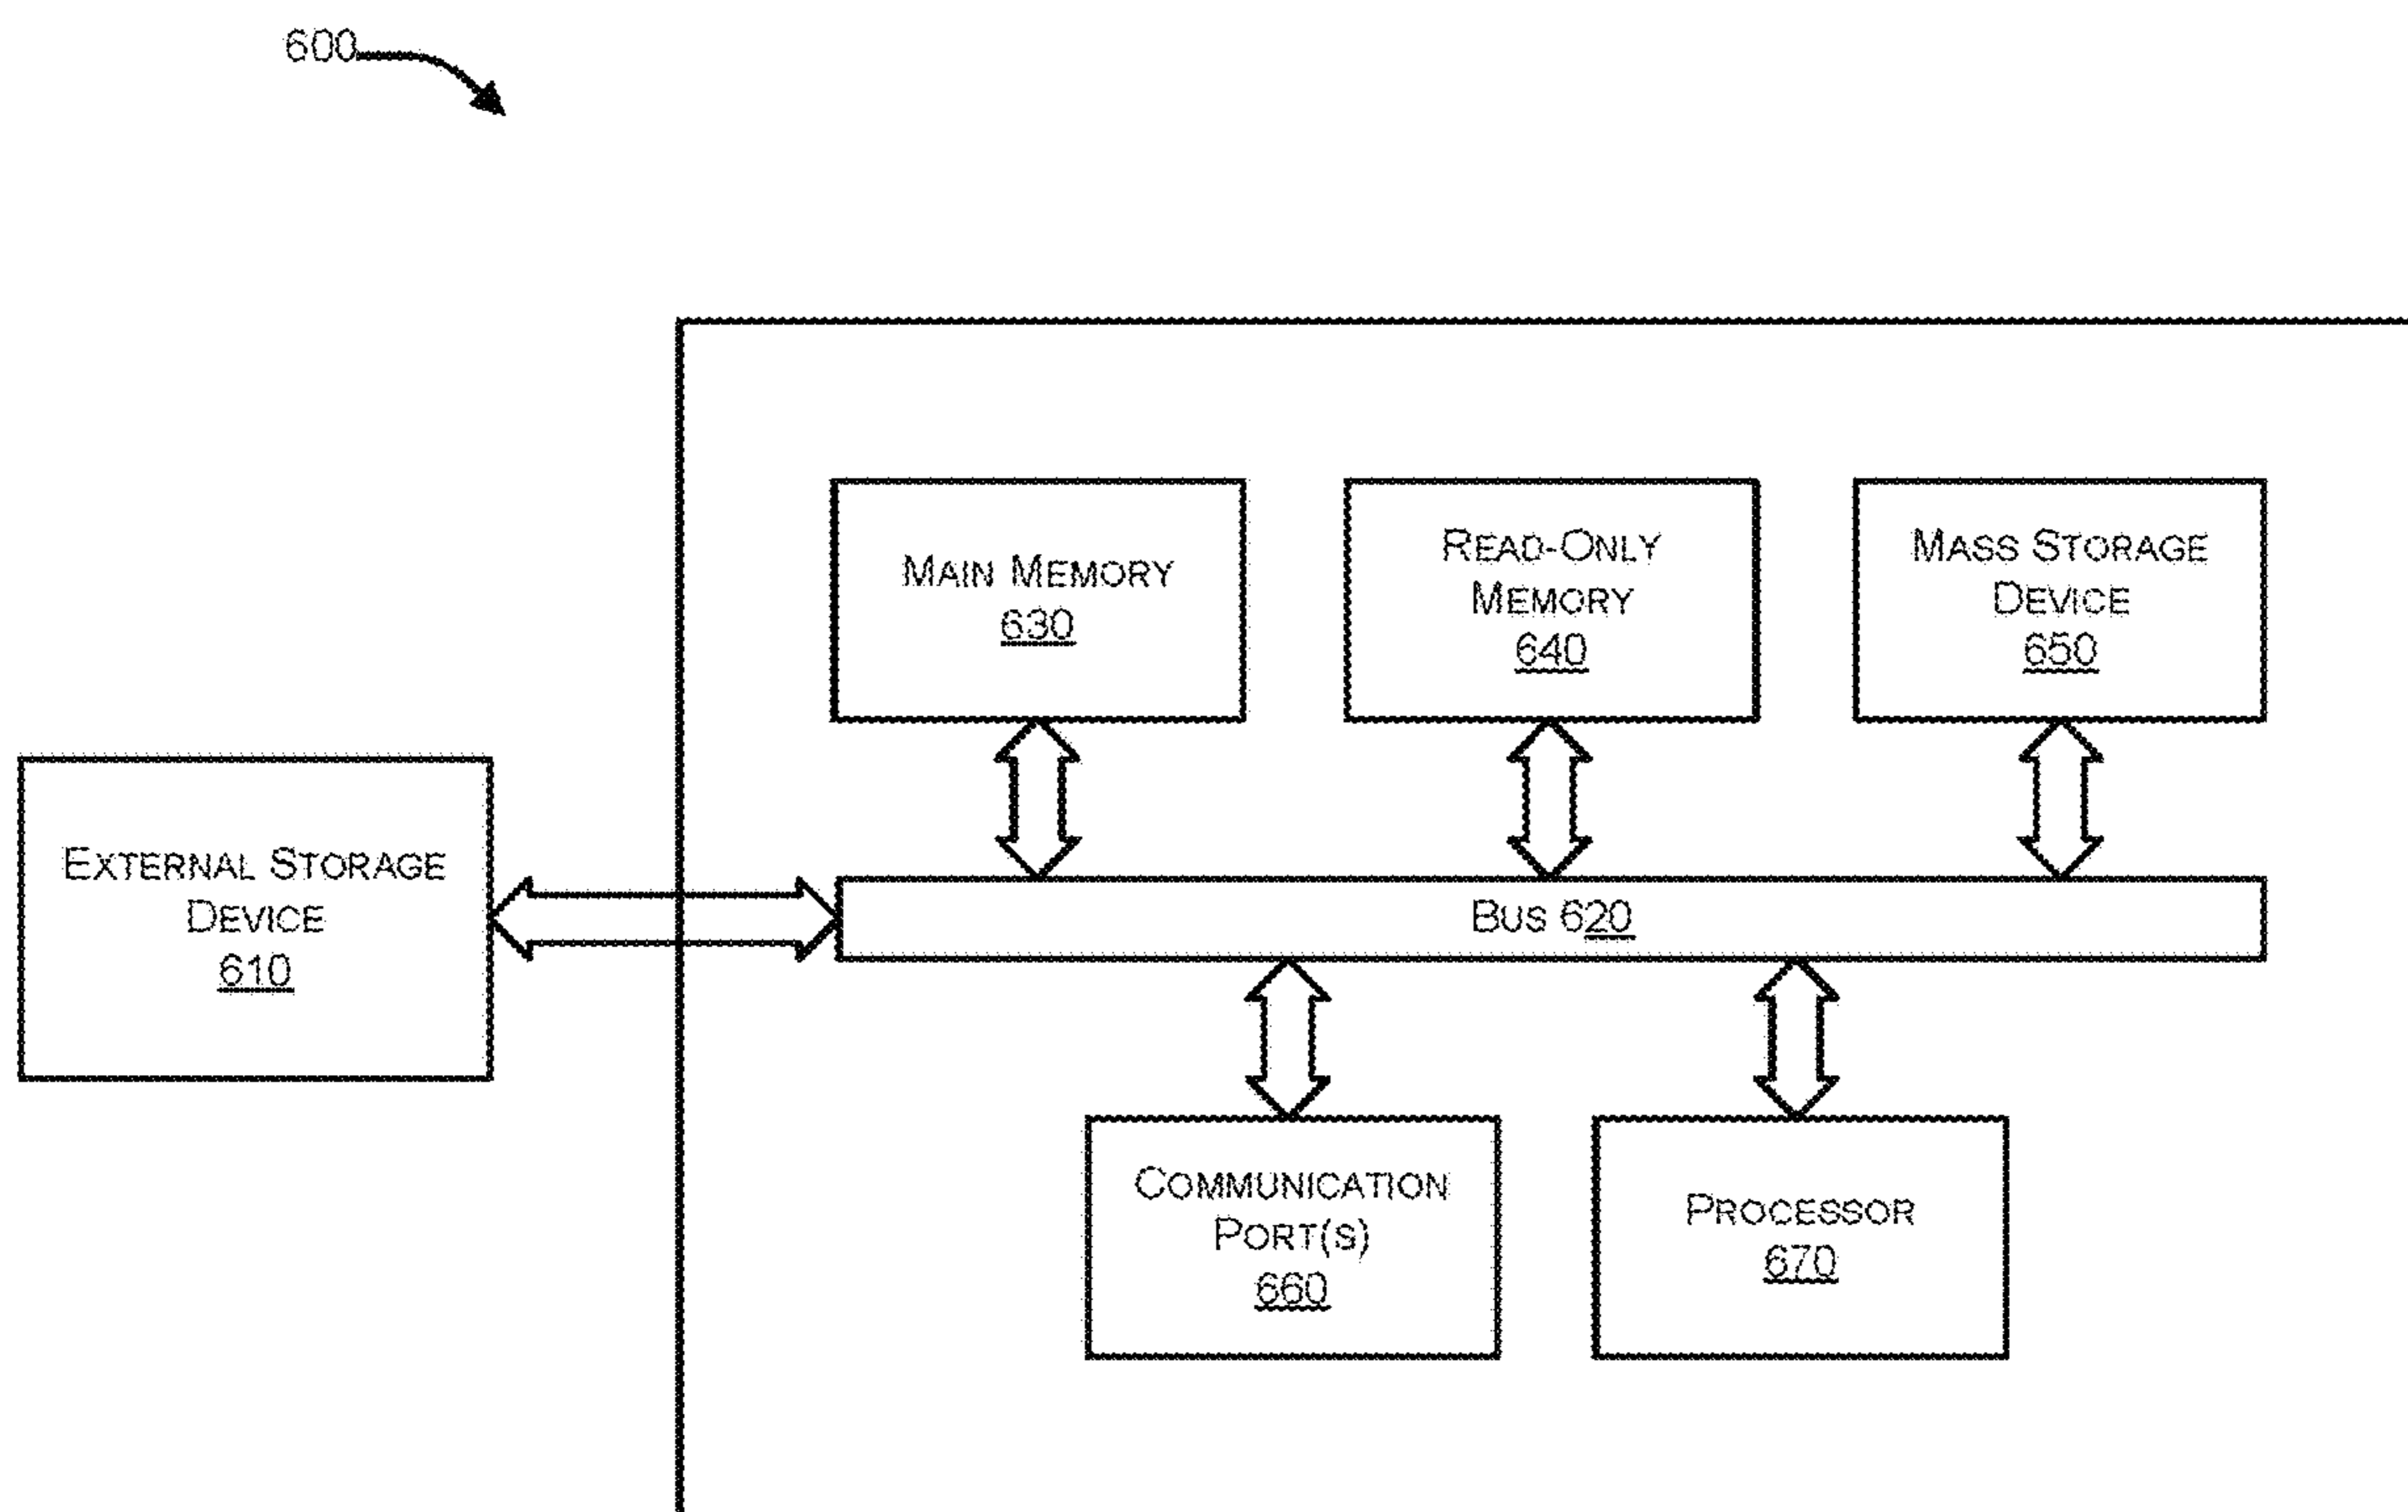 600
MAIN MEMORY
630
READ-ONLY
MEMORY
640
MASS STORAGE
DEVICE
650
EXTERNAL STORAGE
DEVICE
610
BUS 620
COMMUNICATION
PORT(S)
660
PROCESSOR
670